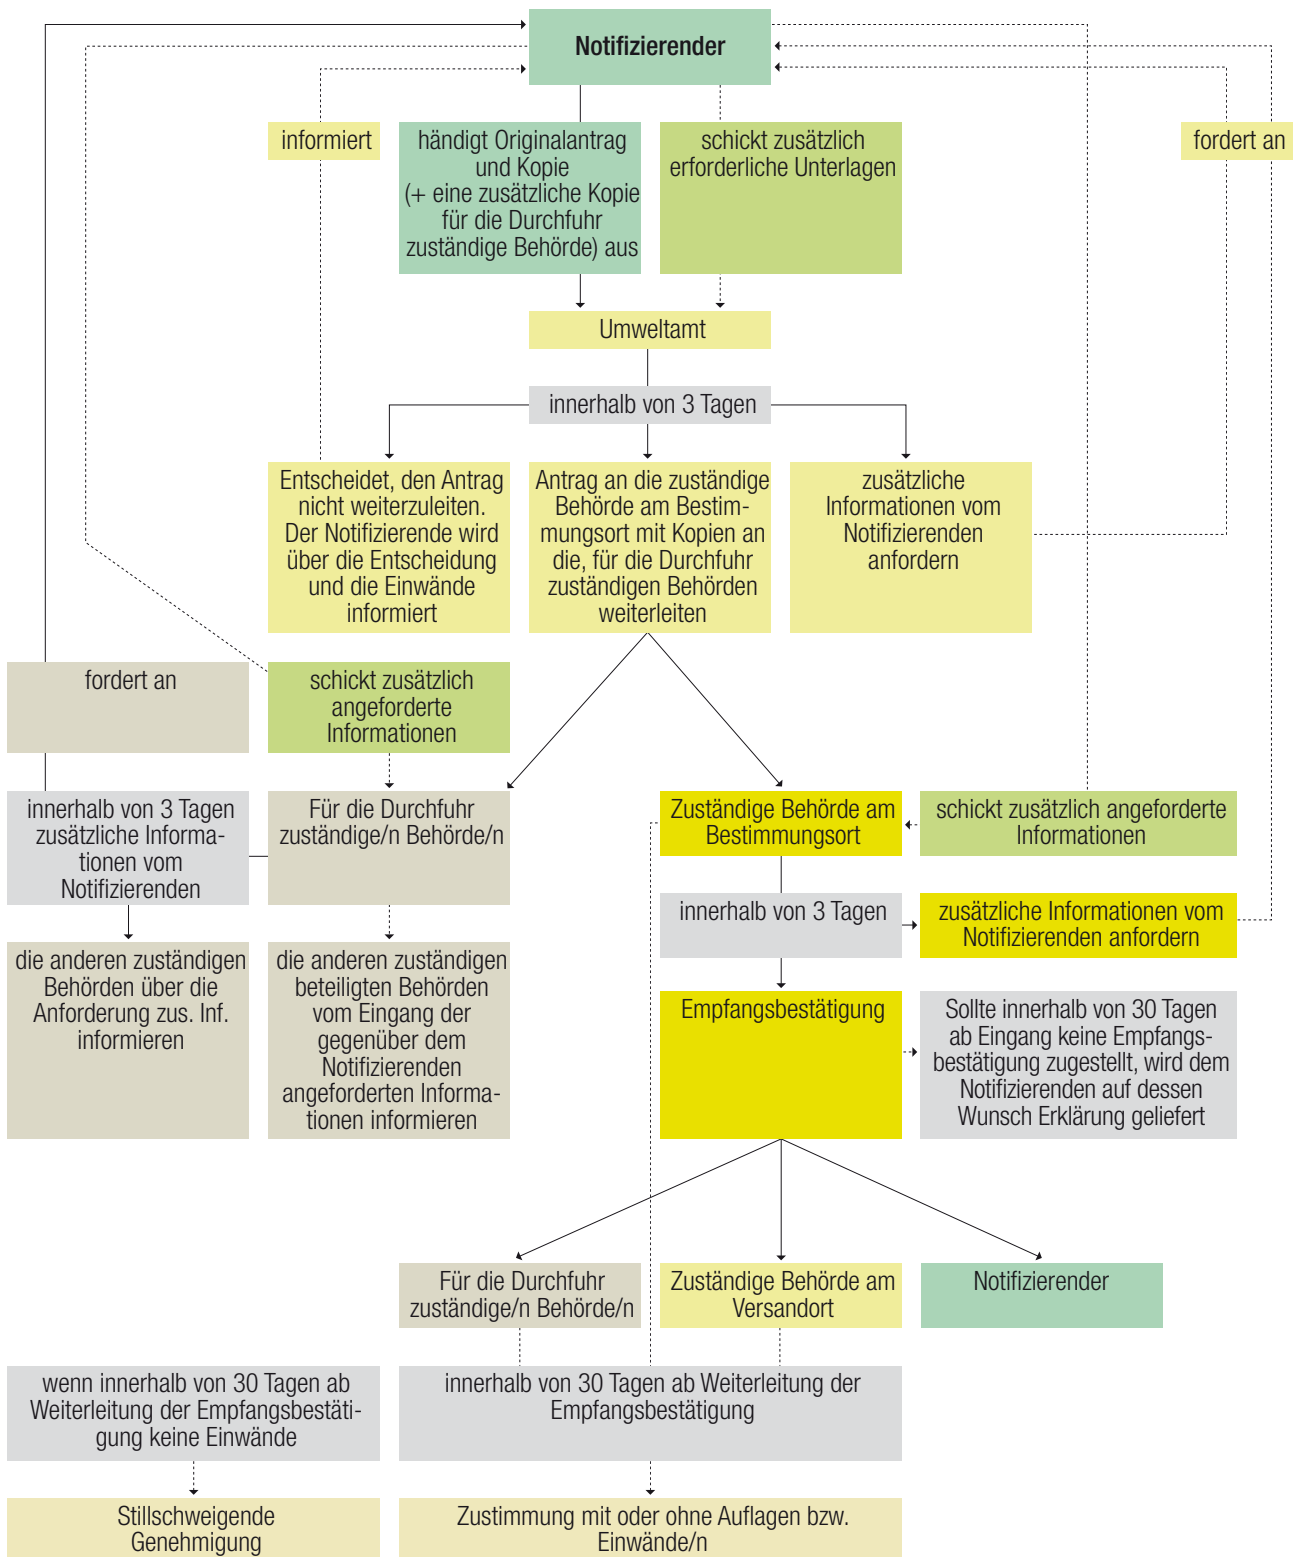 Notifizierender
informiert
händigt Originalantrag
und Kopie
(+ eine zusätzliche Kopie
für die Durchfuhr
zuständige Behörde) aus
schickt zusätzlich
erforderliche Unterlagen
fordert an
Umweltamt
innerhalb von 3 Tagen
Entscheidet, den Antrag
nicht weiterzuleiten.
Der Notifizierende wird
über die Entscheidung
und die Einwände
informiert
Antrag an die zuständige
Behörde am Bestim-
mungsort mit Kopien an
die, für die Durchfuhr
zuständigen Behörden
weiterleiten
zusätzliche
Informationen vom
Notifizierenden
anfordern
fordert an
schickt zusätzlich
angeforderte
Informationen
innerhalb von 3 Tagen
zusätzliche Informa-
tionen vom
Notifizierenden
Für die Durchfuhr
zuständige/n Behörde/n
Zuständige Behörde am
Bestimmungsort
schickt zusätzlich angeforderte
Informationen
innerhalb von 3 Tagen
zusätzliche Informationen vom
Notifizierenden anfordern
die anderen zuständigen
Behörden über die
Anforderung zus. Inf.
informieren
die anderen zuständigen
beteiligten Behörden
vom Eingang der
gegenüber dem
Notifizierenden
angeforderten Informa-
tionen informieren
Empfangsbestätigung
Sollte innerhalb von 30 Tagen
ab Eingang keine Empfangs-
bestätigung zugestellt, wird dem
Notifizierenden auf dessen
Wunsch Erklärung geliefert
Für die Durchfuhr
zuständige/n Behörde/n
Zuständige Behörde am
Versandort
Notifizierender
wenn innerhalb von 30 Tagen ab
Weiterleitung der Empfangsbestäti-
gung keine Einwände
innerhalb von 30 Tagen ab Weiterleitung der
Empfangsbestätigung
Stillschweigende
Genehmigung
Zustimmung mit oder ohne Auflagen bzw.
Einwände/n